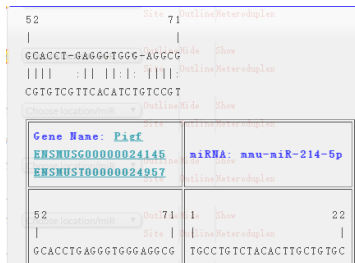 52 71
| |
GCACCT-GAGGGTGGG-AGGCG
|||| :|| ||:|: ||||:
CGTGTCGTTCACATCTGTCCGT
Gene Name: Pigf
ENSMUSG00000024145
ENSMUST00000024957
miRNA: mmu-miR-214-5p
52 71
| |
GCACCTGAGGGTGGGAGGCG
1 22
| |
TGCCTGTCTACACTTGCTGTGC